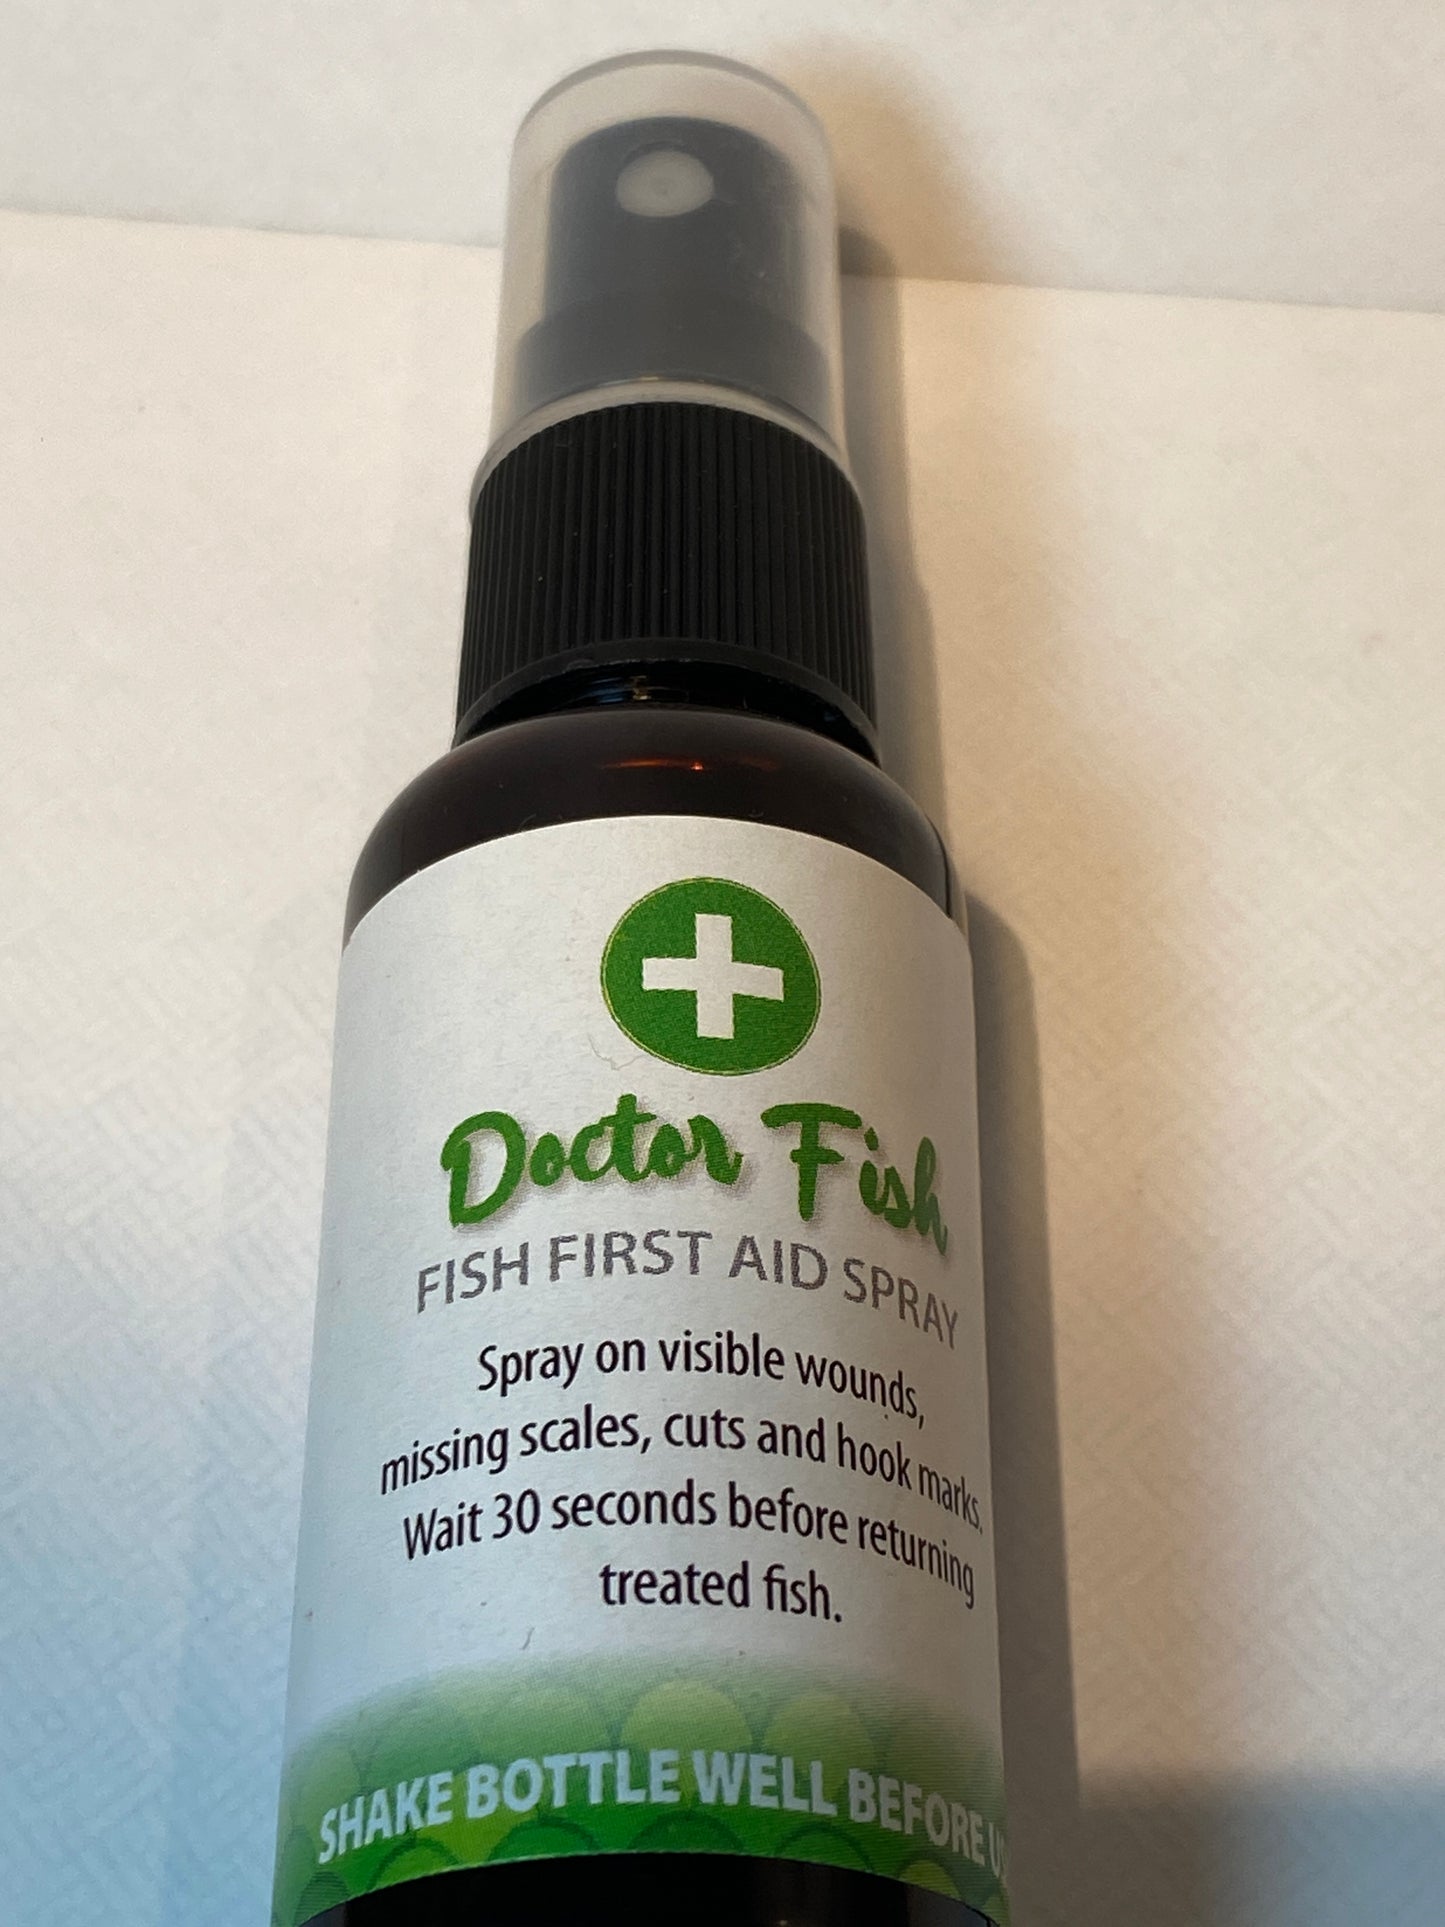 Doctor Fish
FISH FIRST AID SPRAY
Spray on visible wounds,
missing scales, cuts and hook marks.
Wait 30 seconds before returning
treated fish.
SHAKE BOTTLE WELL BEFORE